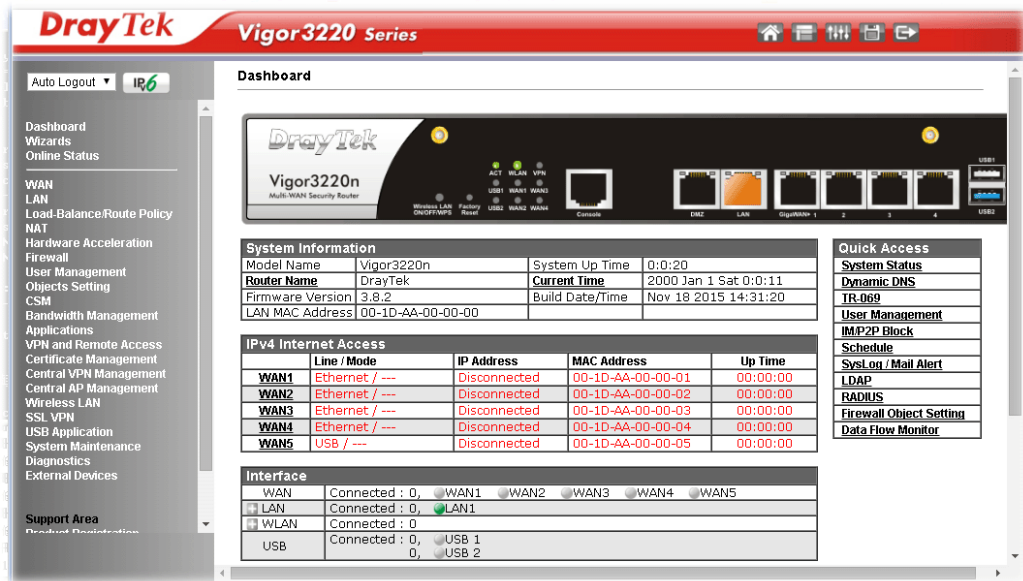 DrayTek Vigor3220 Series
Auto Logout IPv6
Dashboard
Wizards
Online Status
WAN
LAN
Load-Balance/Route Policy
NAT
Hardware Acceleration
Firewall
User Management
Objects Setting
CSM
Bandwidth Management
Applications
VPN and Remote Access
Certificate Management
Central VPN Management
Central AP Management
Wireless LAN
SSL VPN
USB Application
System Maintenance
Diagnostics
External Devices
Support Area
Product Registration
Dashboard
DrayTek
Vigor3220n
Multi-WAN Security Router
Wireless LAN ON/OFF/WPS
Factory Reset
ACT WLAN VPN
USB1 WAN1 WAN3
USB2 WAN2 WAN4
Console
DMZ LAN GigaWAN> 1 2 3 4
USB1
USB2
System Information
Model Name Vigor3220n System Up Time 0:0:20
Router Name DrayTek Current Time 2000 Jan 1 Sat 0:0:11
Firmware Version 3.8.2 Build Date/Time Nov 18 2015 14:31:20
LAN MAC Address 00-1D-AA-00-00-00
IPv4 Internet Access
Line / Mode IP Address MAC Address Up Time
WAN1 Ethernet / --- Disconnected 00-1D-AA-00-00-01 00:00:00
WAN2 Ethernet / --- Disconnected 00-1D-AA-00-00-02 00:00:00
WAN3 Ethernet / --- Disconnected 00-1D-AA-00-00-03 00:00:00
WAN4 Ethernet / --- Disconnected 00-1D-AA-00-00-04 00:00:00
WAN5 USB / --- Disconnected 00-1D-AA-00-00-05 00:00:00
Interface
WAN Connected : 0, WAN1 WAN2 WAN3 WAN4 WAN5
LAN Connected : 0, LAN1
WLAN Connected : 0
USB Connected : 0, USB 1
0, USB 2
Quick Access
System Status
Dynamic DNS
TR-069
User Management
IM/P2P Block
Schedule
SysLog / Mail Alert
LDAP
RADIUS
Firewall Object Setting
Data Flow Monitor